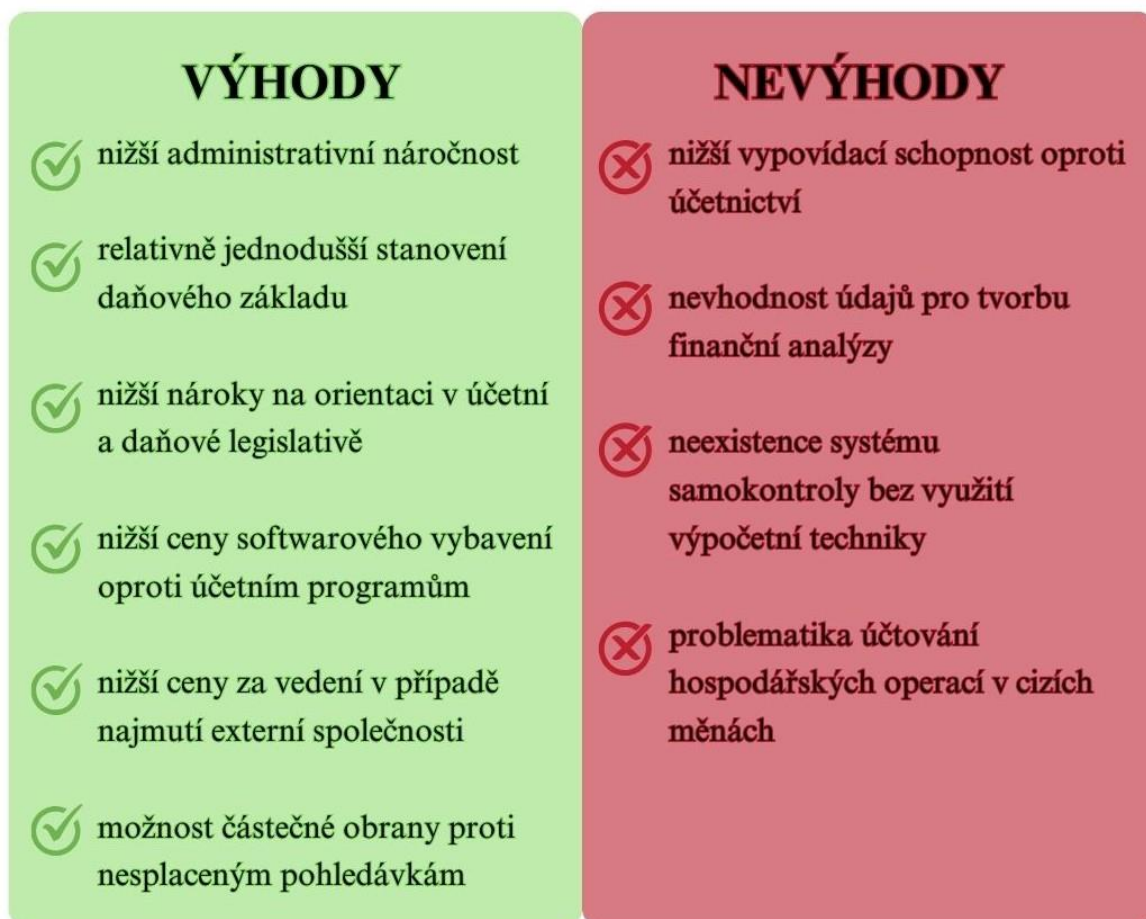 VÝHODY
nižší administrativní náročnost
relativně jednodušší stanovení
daňového základu
nižší nároky na orientaci v účetní
a daňové legislativě
nižší ceny softwarového vybavení
oproti účetním programům
nižší ceny za vedení v případě
najmutí externí společnosti
možnost částečné obrany proti
nesplaceným pohledávkám
NEVÝHODY
nižší vypovídací schopnost oproti
účetnictví
nevhodnost údajů pro tvorbu
finanční analýzy
neexistence systému
samokontroly bez využití
výpočetní techniky
problematika účtování
hospodářských operací v cizích
měnách